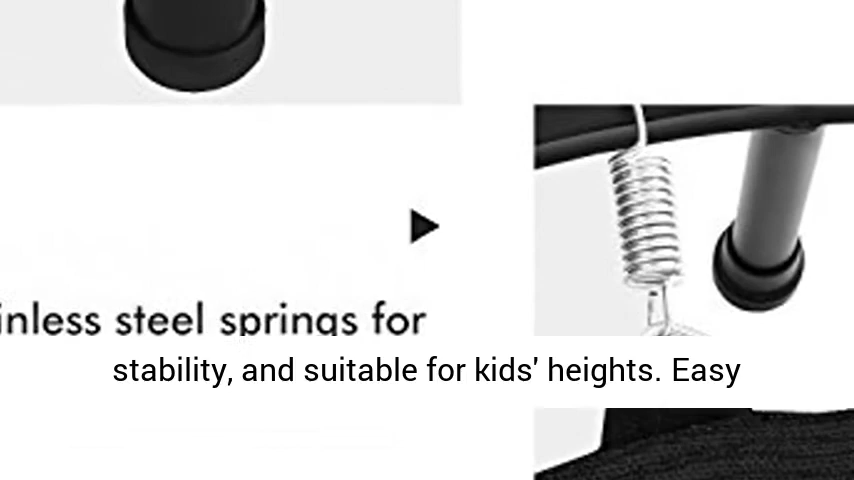 inless steel springs for
stability, and suitable for kids' heights. Easy